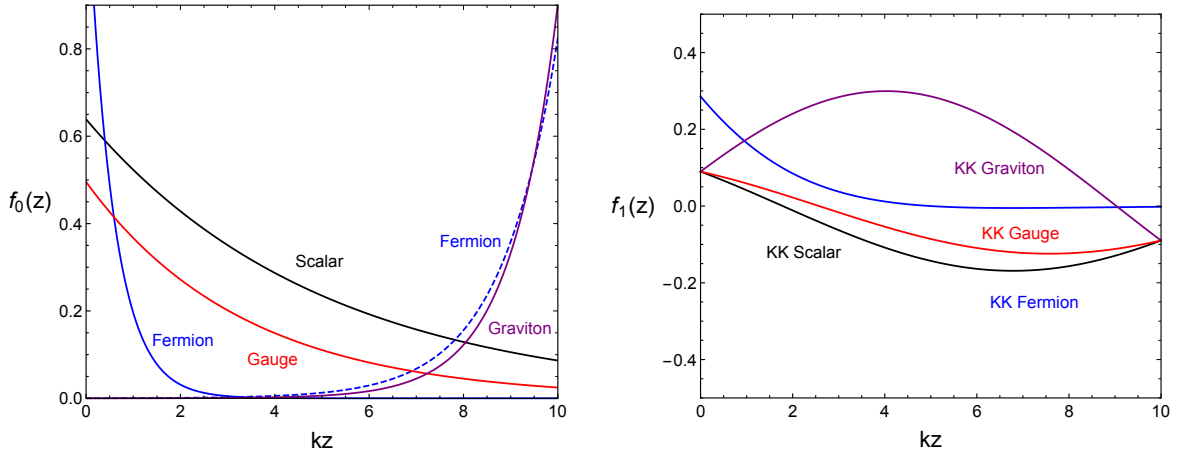 0.8
0.6
0.4
0.2
0.0
f₀(z)
Fermion
Scalar
Fermion
Graviton
Gauge
0 2 4 6 8 10
kz
0.4
0.2
0.0
−0.2
−0.4
f₁(z)
KK Graviton
KK Gauge
KK Scalar
KK Fermion
0 2 4 6 8 10
kz